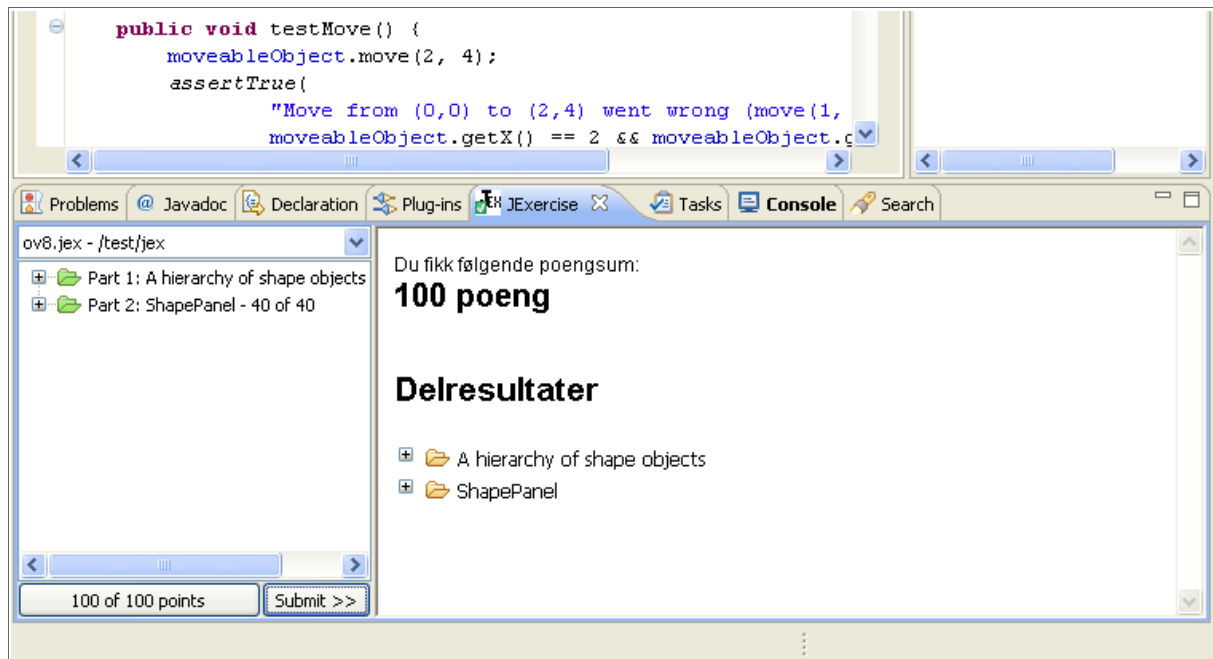 public void testMove() {
moveableObject.move(2, 4);
assertTrue(
"Move from (0,0) to (2,4) went wrong (move(1,
moveableObject.getX() == 2 && moveableObject.g
Problems @ Javadoc Declaration Plug-ins JEX JExercise Tasks Console Search
ov8.jex - /test/jex
Part 1: A hierarchy of shape objects
Part 2: ShapePanel - 40 of 40
100 of 100 points Submit >>
Du fikk følgende poengsum:
100 poeng
Delresultater
A hierarchy of shape objects
ShapePanel